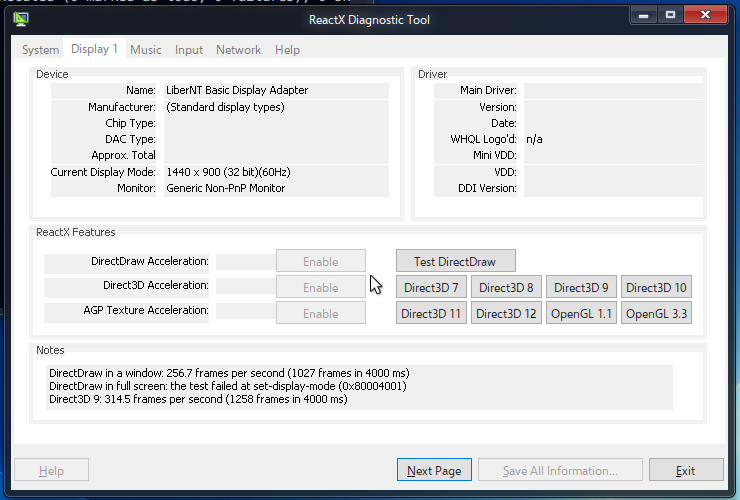 ReactX Diagnostic Tool
System Display 1 Music Input Network Help
Device
Name: LiberNT Basic Display Adapter
Manufacturer: (Standard display types)
Chip Type:
DAC Type:
Approx. Total
Current Display Mode: 1440 x 900 (32 bit)(60Hz)
Monitor: Generic Non-PnP Monitor
Driver
Main Driver:
Version:
Date:
WHQL Logo'd: n/a
Mini VDD:
VDD:
DDI Version:
ReactX Features
DirectDraw Acceleration: Enable Test DirectDraw
Direct3D Acceleration: Enable Direct3D 7 Direct3D 8 Direct3D 9 Direct3D 10
AGP Texture Acceleration: Enable Direct3D 11 Direct3D 12 OpenGL 1.1 OpenGL 3.3
Notes
DirectDraw in a window: 256.7 frames per second (1027 frames in 4000 ms)
DirectDraw in full screen: the test failed at set-display-mode (0x80004001)
Direct3D 9: 314.5 frames per second (1258 frames in 4000 ms)
Help Next Page Save All Information... Exit